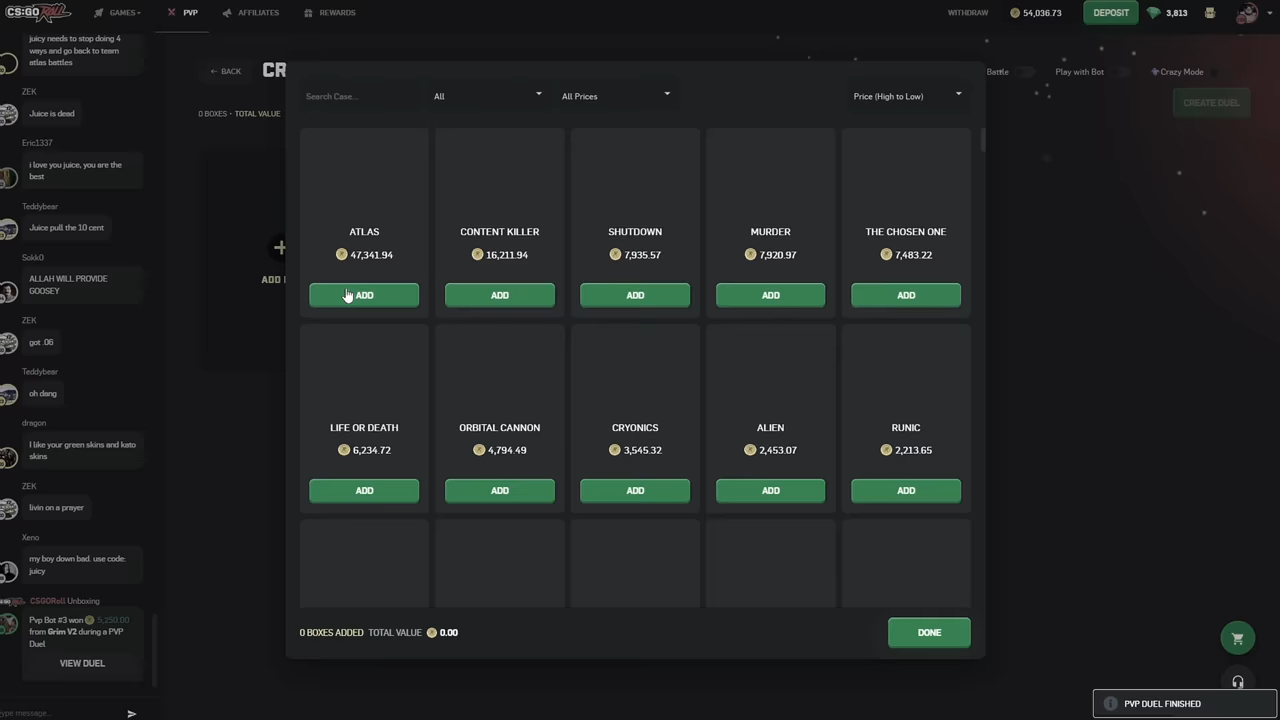 CS:GO ROLL
GAMES
PVP
AFFILIATES
REWARDS
WITHDRAW
54,036.73
DEPOSIT
3,813
juicy needs to stop doing 4
ways and go back to team
atlas battles
ZEK
Juice is dead
Eric1337
i love you juice, you are the
best
Teddybear
Juice pull the 10 cent
Sokk0
ALLAH WILL PROVIDE
GOOSEY
ZEK
got .06
Teddybear
oh dang
dragon
I like your green skins and kato
skins
ZEK
livin on a prayer
Xeno
my boy down bad. use code:
juicy
CSGORoll Unboxing
Pvp Bot #3 won 5,250.00
from Grim V2 during a PVP
Duel
VIEW DUEL
type message...
← BACK
CR
Battle
Play with Bot
Crazy Mode
0 BOXES - TOTAL VALUE
CREATE DUEL
ADD
Search Case...
All
All Prices
Price (High to Low)
ATLAS
47,341.94
ADD
CONTENT KILLER
16,211.94
ADD
SHUTDOWN
7,935.57
ADD
MURDER
7,920.97
ADD
THE CHOSEN ONE
7,483.22
ADD
LIFE OR DEATH
6,234.72
ADD
ORBITAL CANNON
4,794.49
ADD
CRYONICS
3,545.32
ADD
ALIEN
2,453.07
ADD
RUNIC
2,213.65
ADD
0 BOXES ADDED TOTAL VALUE 0.00
DONE
PVP DUEL FINISHED